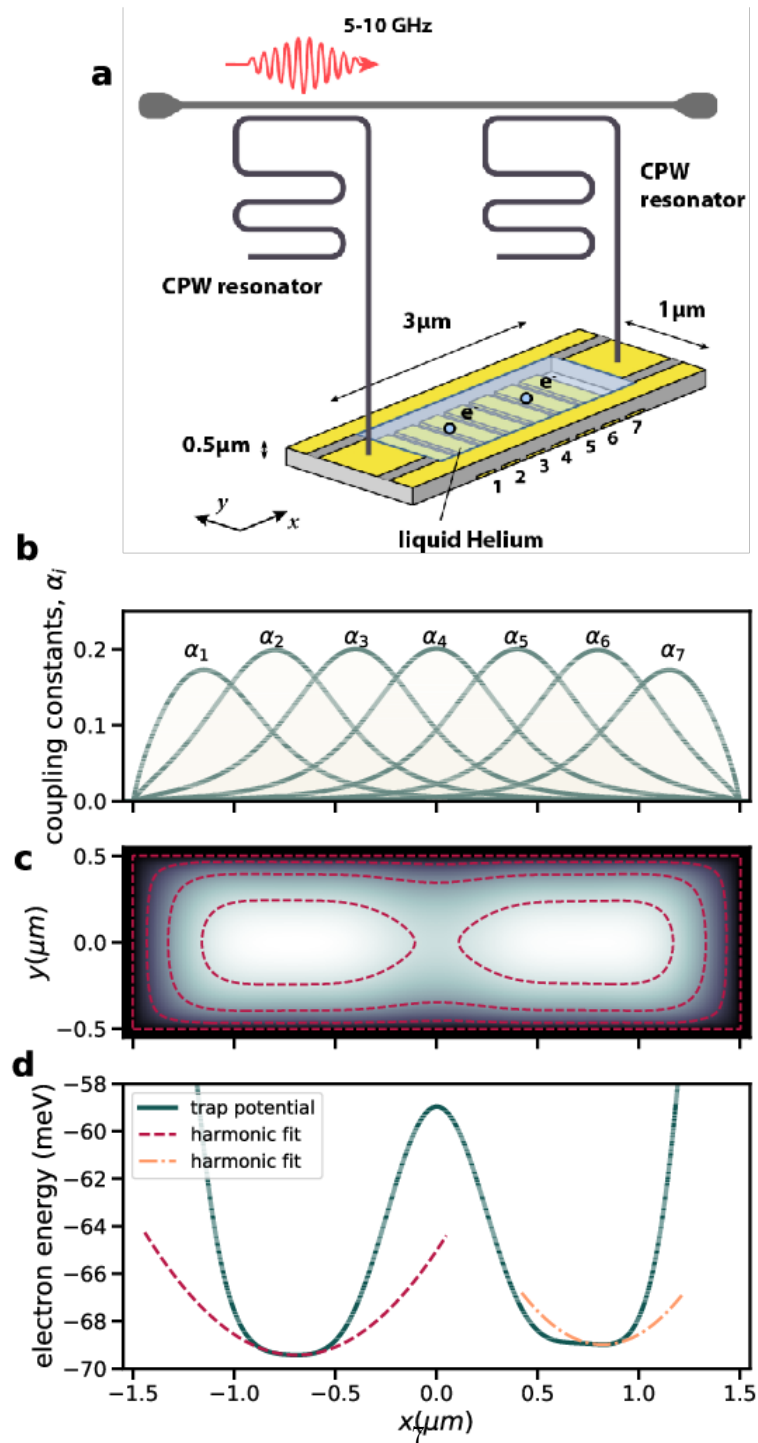 a
5-10 GHz
CPW resonator
CPW
resonator
3μm
1μm
0.5μm
e-
e-
1 2 3 4 5 6 7
y
x
liquid Helium
b
coupling constants, αi
0.2
0.1
0.0
α1 α2 α3 α4 α5 α6 α7
c
y(μm)
0.5
0.0
−0.5
d
electron energy (meV)
−58
−60
−62
−64
−66
−68
−70
trap potential
harmonic fit
harmonic fit
−1.5 −1.0 −0.5 0.0 0.5 1.0 1.5
x(μm)
7